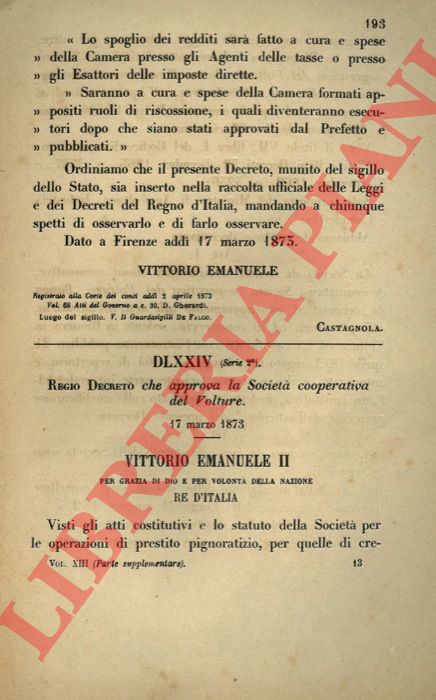 193
« Lo spoglio dei redditi sarà fatto a cura e spese
» della Camera presso gli Agenti delle tasse o presso
» gli Esattori delle imposte dirette.
» Saranno a cura e spese della Camera formati ap-
» positi ruoli di riscossione, i quali diventeranno esecu-
» tori dopo che siano stati approvati dal Prefetto e
» pubblicati. »
Ordiniamo che il presente Decreto, munito del sigillo
dello Stato, sia inserto nella raccolta ufficiale delle Leggi
e dei Decreti del Regno d'Italia, mandando a chiunque
spetti di osservarlo e di farlo osservare.
Dato a Firenze addì 17 marzo 1873.
VITTORIO EMANUELE
Registrato alla Corte dei conti addì 2 aprile 1873
Vol. 68 Atti del Governo a c. 30. D. Gherardi.
Luogo del sigillo. V. Il Guardasigilli DE FALCO.
CASTAGNOLA.
DLXXIV (Serie 2ª).
REGIO DECRETO che approva la Società cooperativa
del Volture.
17 marzo 1873
VITTORIO EMANUELE II
PER GRAZIA DI DIO E PER VOLONTÀ DELLA NAZIONE
RE D'ITALIA
Visti gli atti costitutivi e lo statuto della Società per
le operazioni di prestito pignoratizio, per quelle di cre-
VOL. XIII (Parte supplementare). 13
LIBRERIA PIANI